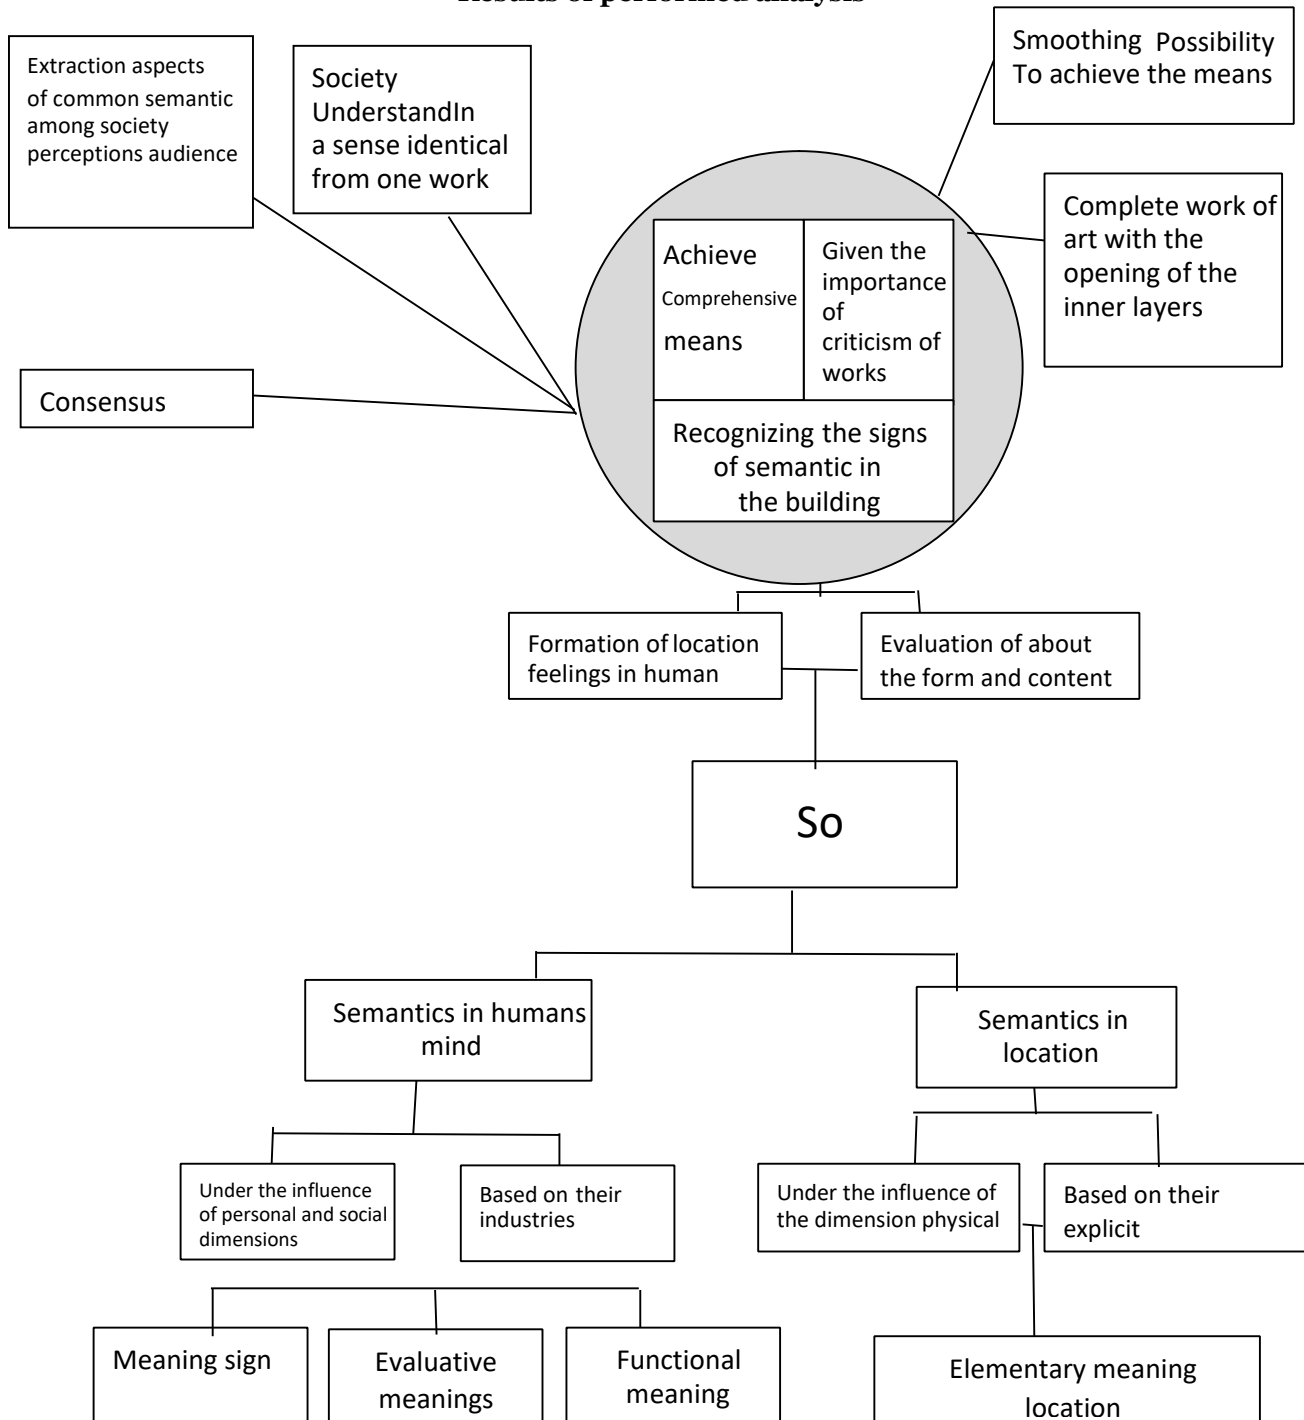 Results of performed analysis
Extraction aspects
of common semantic
among society
perceptions audience
Society
UnderstandIn
a sense identical
from one work
Smoothing Possibility
To achieve the means
Complete work of
art with the
opening of the
inner layers
Consensus
Achieve
Comprehensive
means
Given the
importance
of
criticism of
works
Recognizing the signs
of semantic in
the building
Formation of location
feelings in human
Evaluation of about
the form and content
So
Semantics in humans
mind
Semantics in
location
Under the influence
of personal and social
dimensions
Based on their
industries
Under the influence of
the dimension physical
Based on their
explicit
Meaning sign
Evaluative
meanings
Functional
meaning
Elementary meaning
location